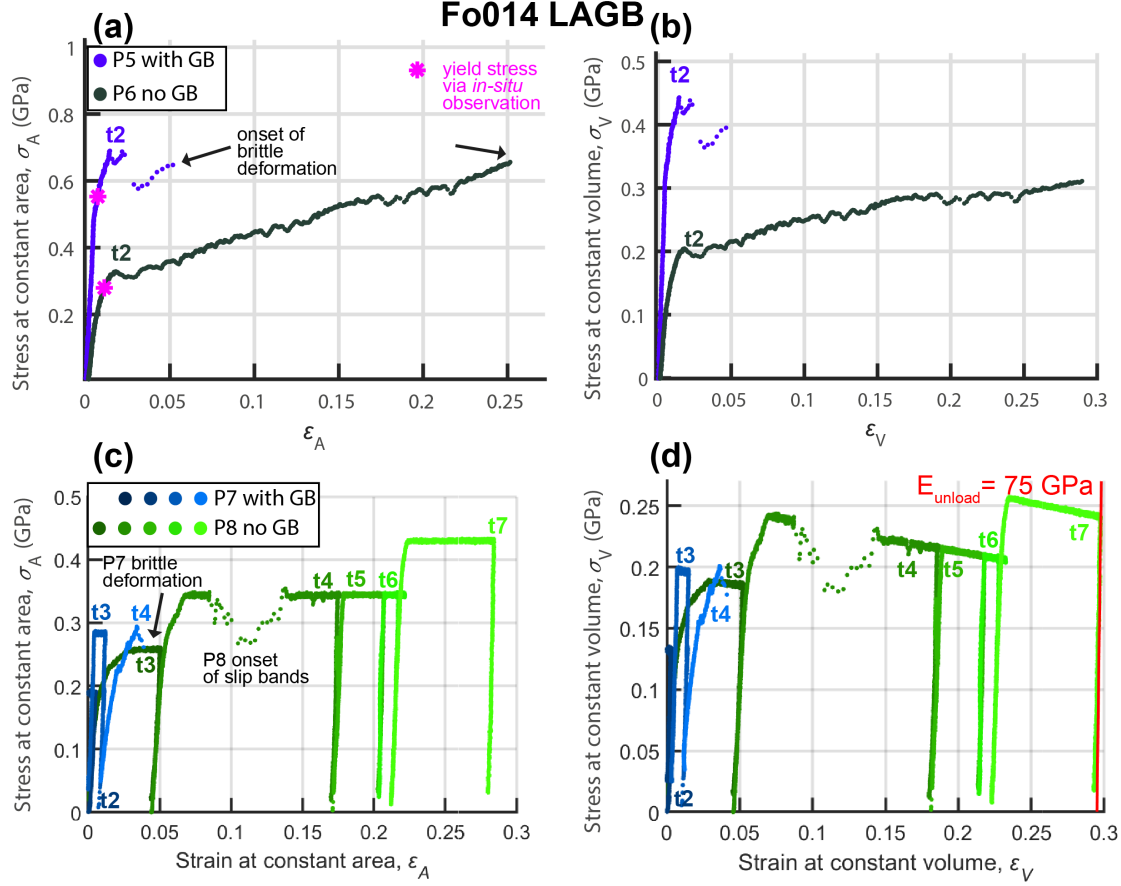 Fo014 LAGB
(a)
Stress at constant area, σA (GPa)
1
0.8
0.6
0.4
0.2
0
0.05
0.1
0.15
0.2
0.25
εA
P5 with GB
P6 no GB
t2
t2
yield stress
via in-situ
observation
onset of
brittle
deformation
(b)
Stress at constant volume, σV (GPa)
0.5
0.4
0.3
0.2
0.1
0
0
0.05
0.1
0.15
0.2
0.25
0.3
εV
t2
t2
(c)
Stress at constant area, σA (GPa)
0.5
0.4
0.3
0.2
0.1
0
0
0.05
0.1
0.15
0.2
0.25
0.3
Strain at constant area, εA
P7 with GB
P8 no GB
P7 brittle
deformation
t3
t4
t3
t2
P8 onset
of slip bands
t4
t5
t6
t7
(d)
Stress at constant volume, σV (GPa)
0.25
0.2
0.15
0.1
0.05
0
0
0.05
0.1
0.15
0.2
0.25
0.3
Strain at constant volume, εV
Eunload= 75 GPa
t3
t3
t4
t2
t4
t5
t6
t7